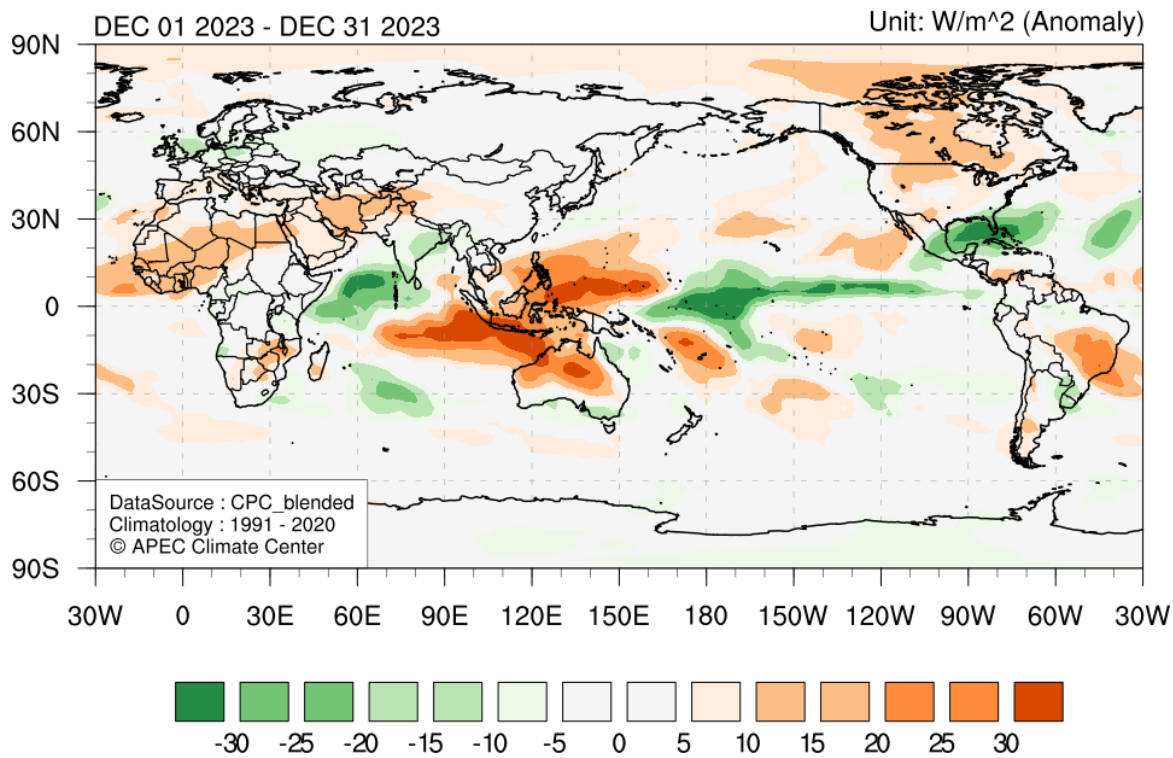 DEC 01 2023 - DEC 31 2023 Unit: W/m^2 (Anomaly)
90N
60N
30N
0
30S
60S
90S
DataSource : CPC_blended
Climatology : 1991 - 2020
© APEC Climate Center
30W 0 30E 60E 90E 120E 150E 180 150W 120W 90W 60W 30W
-30 -25 -20 -15 -10 -5 0 5 10 15 20 25 30